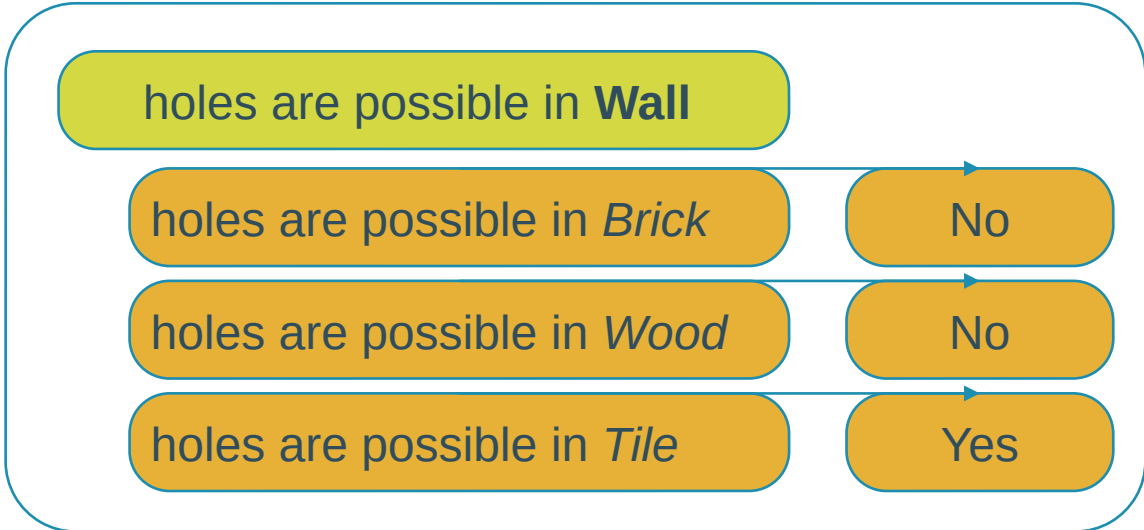 holes are possible in Wall
holes are possible in Brick No
holes are possible in Wood No
holes are possible in Tile Yes